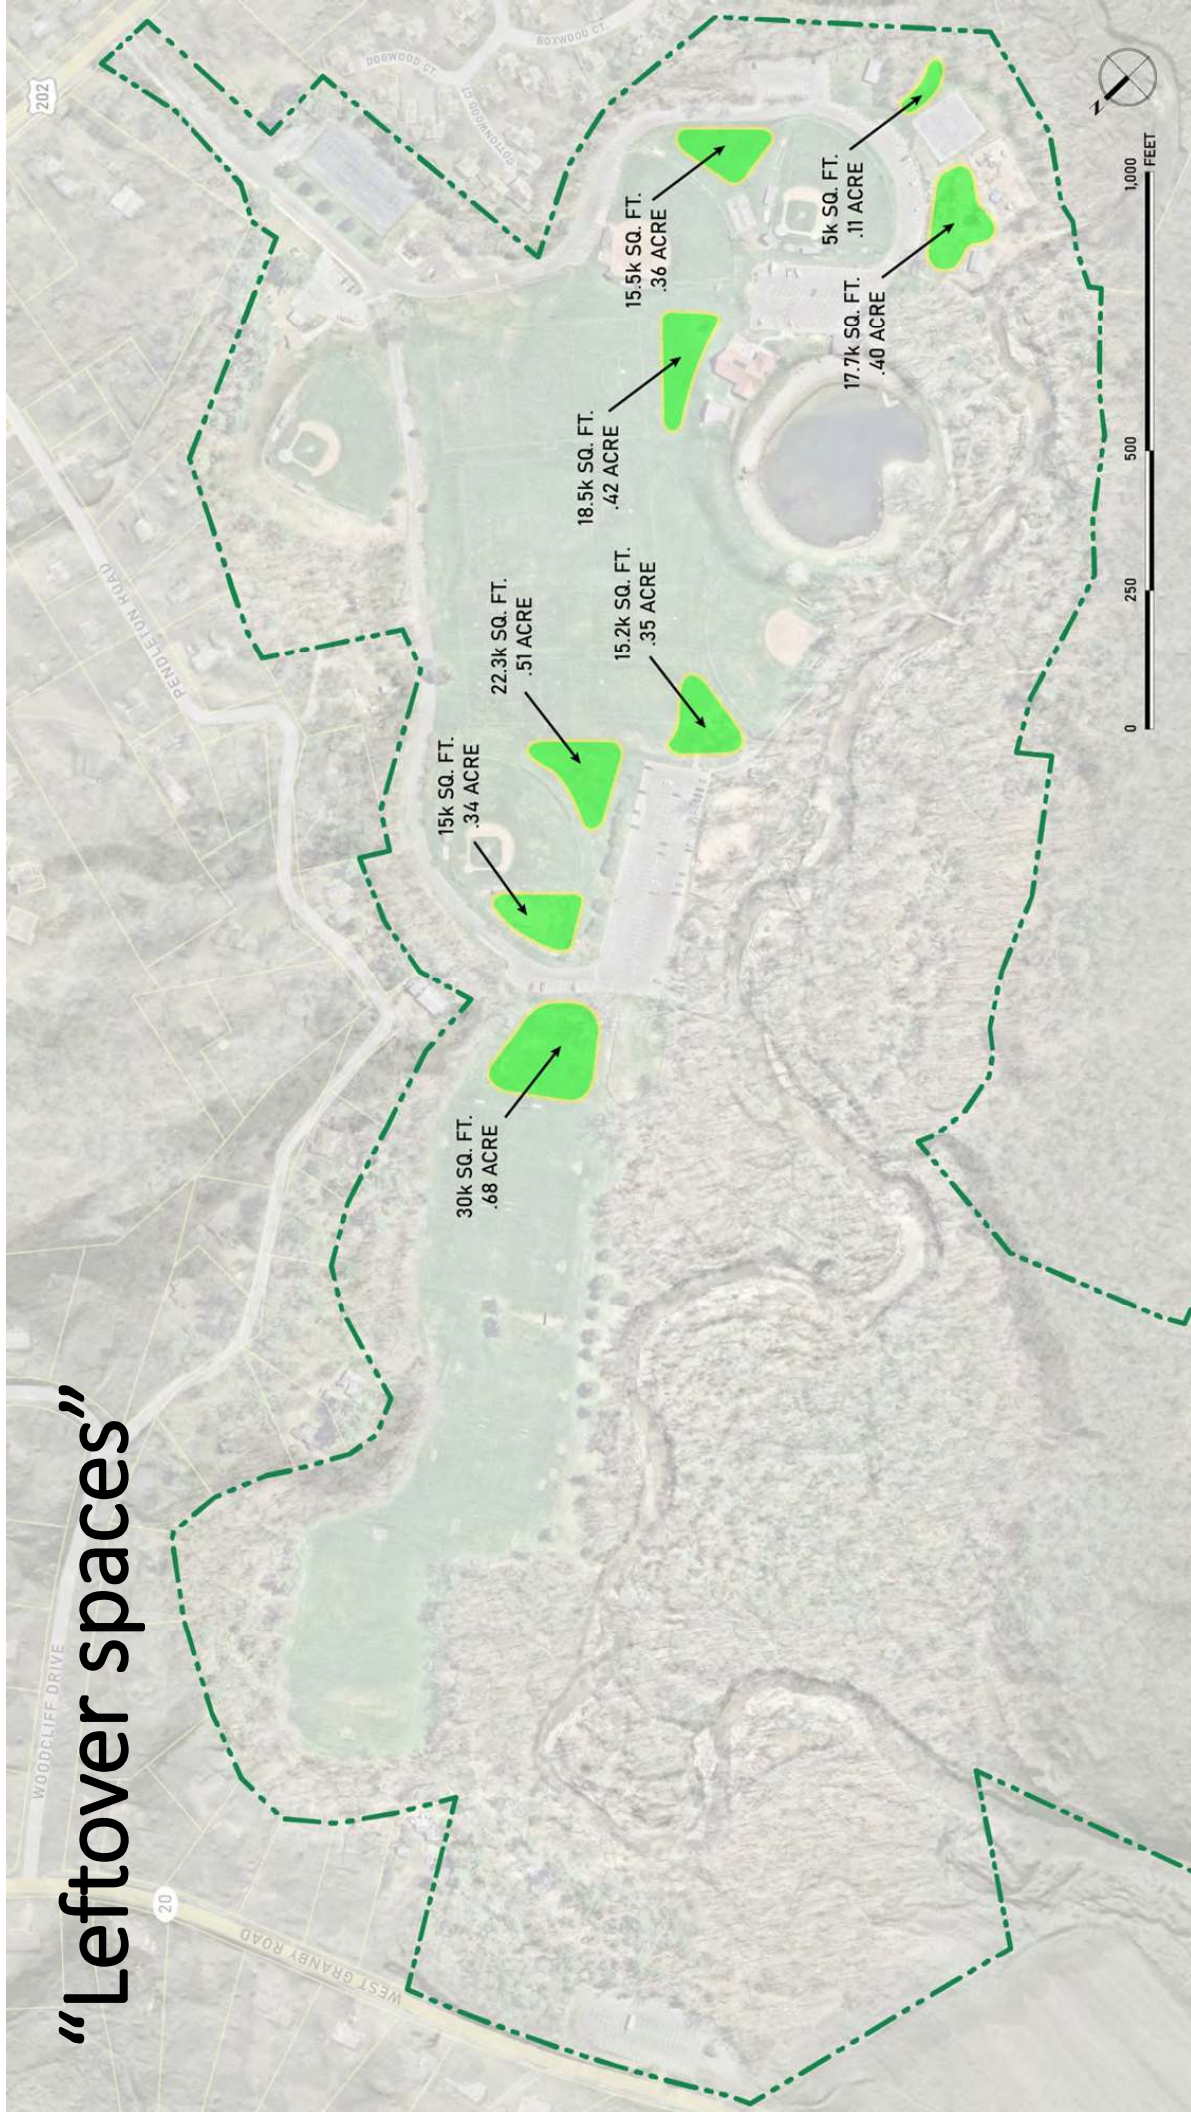 “Leftover spaces”
WOODCLIFF DRIVE
20
WEST GRANBY ROAD
PENDLETON ROAD
202
DOGWOOD CT
BOXWOOD CT
COTTONWOOD CT
30k SQ. FT.
.68 ACRE
15k SQ. FT.
.34 ACRE
22.3k SQ. FT.
.51 ACRE
15.2k SQ. FT.
.35 ACRE
18.5k SQ. FT.
.42 ACRE
15.5k SQ. FT.
.36 ACRE
17.7k SQ. FT.
.40 ACRE
5k SQ. FT.
.11 ACRE
N
0 250 500 1,000
FEET